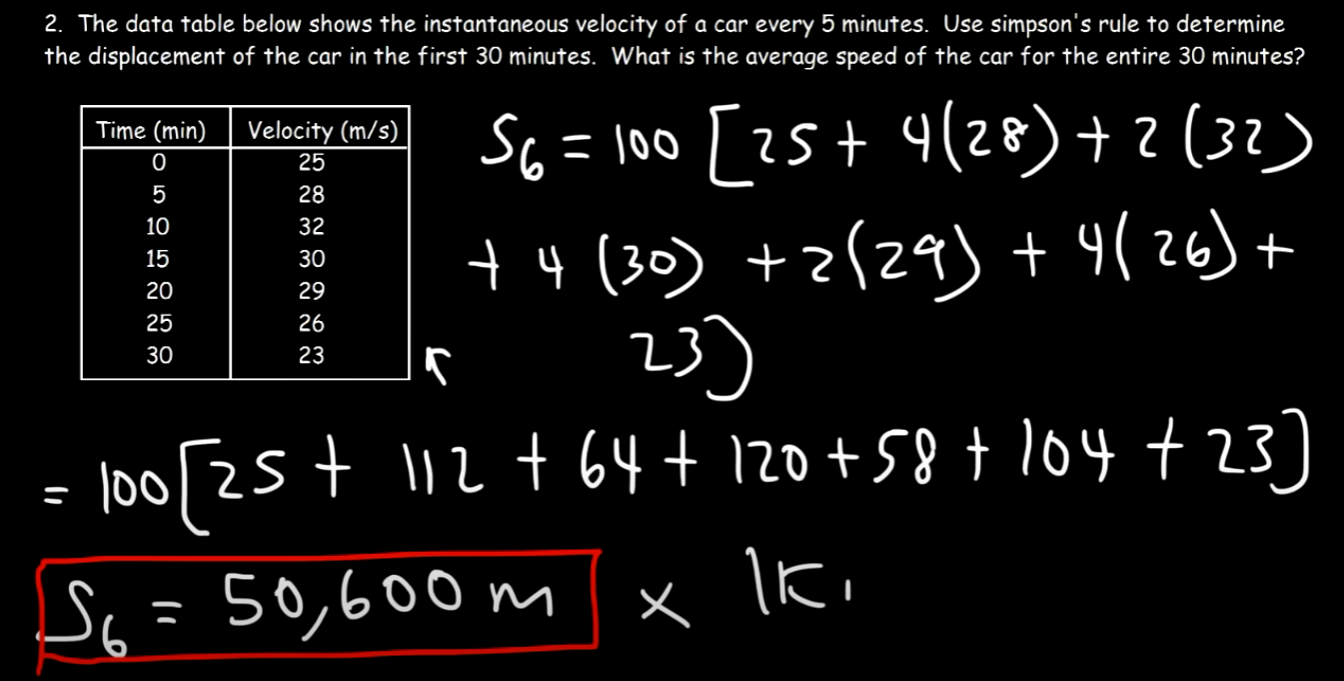 2. The data table below shows the instantaneous velocity of a car every 5 minutes. Use simpson's rule to determine
the displacement of the car in the first 30 minutes. What is the average speed of the car for the entire 30 minutes?
Time (min) Velocity (m/s)
0 25
5 28
10 32
15 30
20 29
25 26
30 23
S6 = 100 [25 + 4(28) + 2(32)
+ 4(30) + 2(29) + 4(26) +
23]
= 100[25 + 112 + 64 + 120 + 58 + 104 + 23]
S6 = 50,600 m x 1K